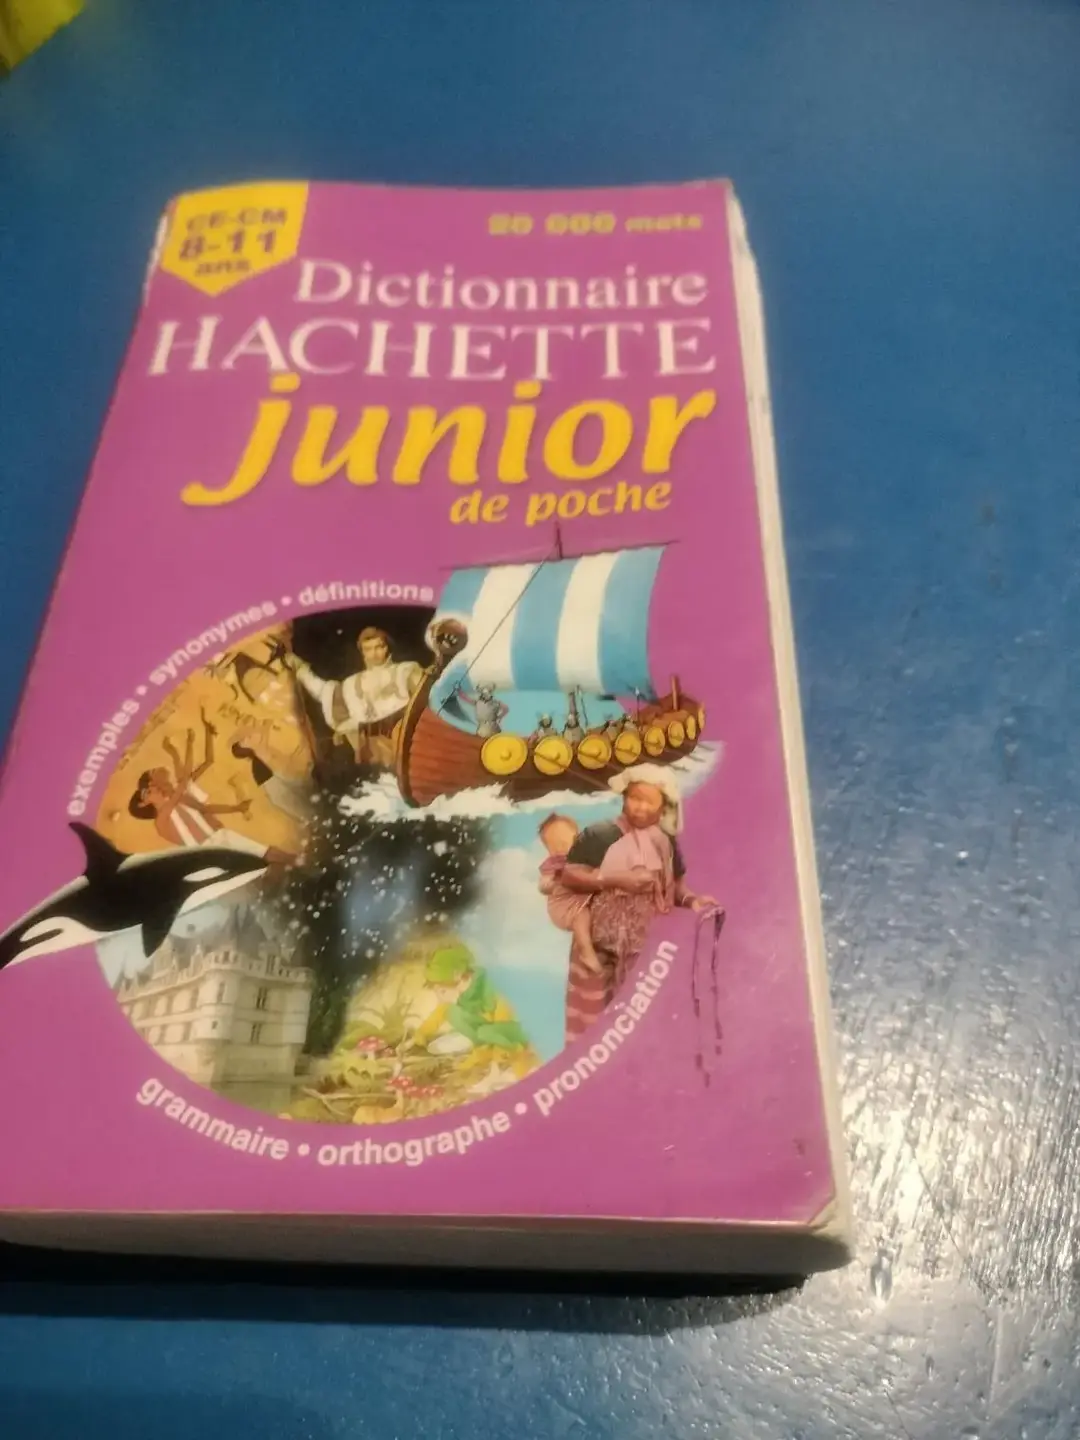 CE-CM
8-11
ans
20 000 mots
Dictionnaire
HACHETTE
junior
de poche
exemples • synonymes • définitions
grammaire • orthographe • prononciation